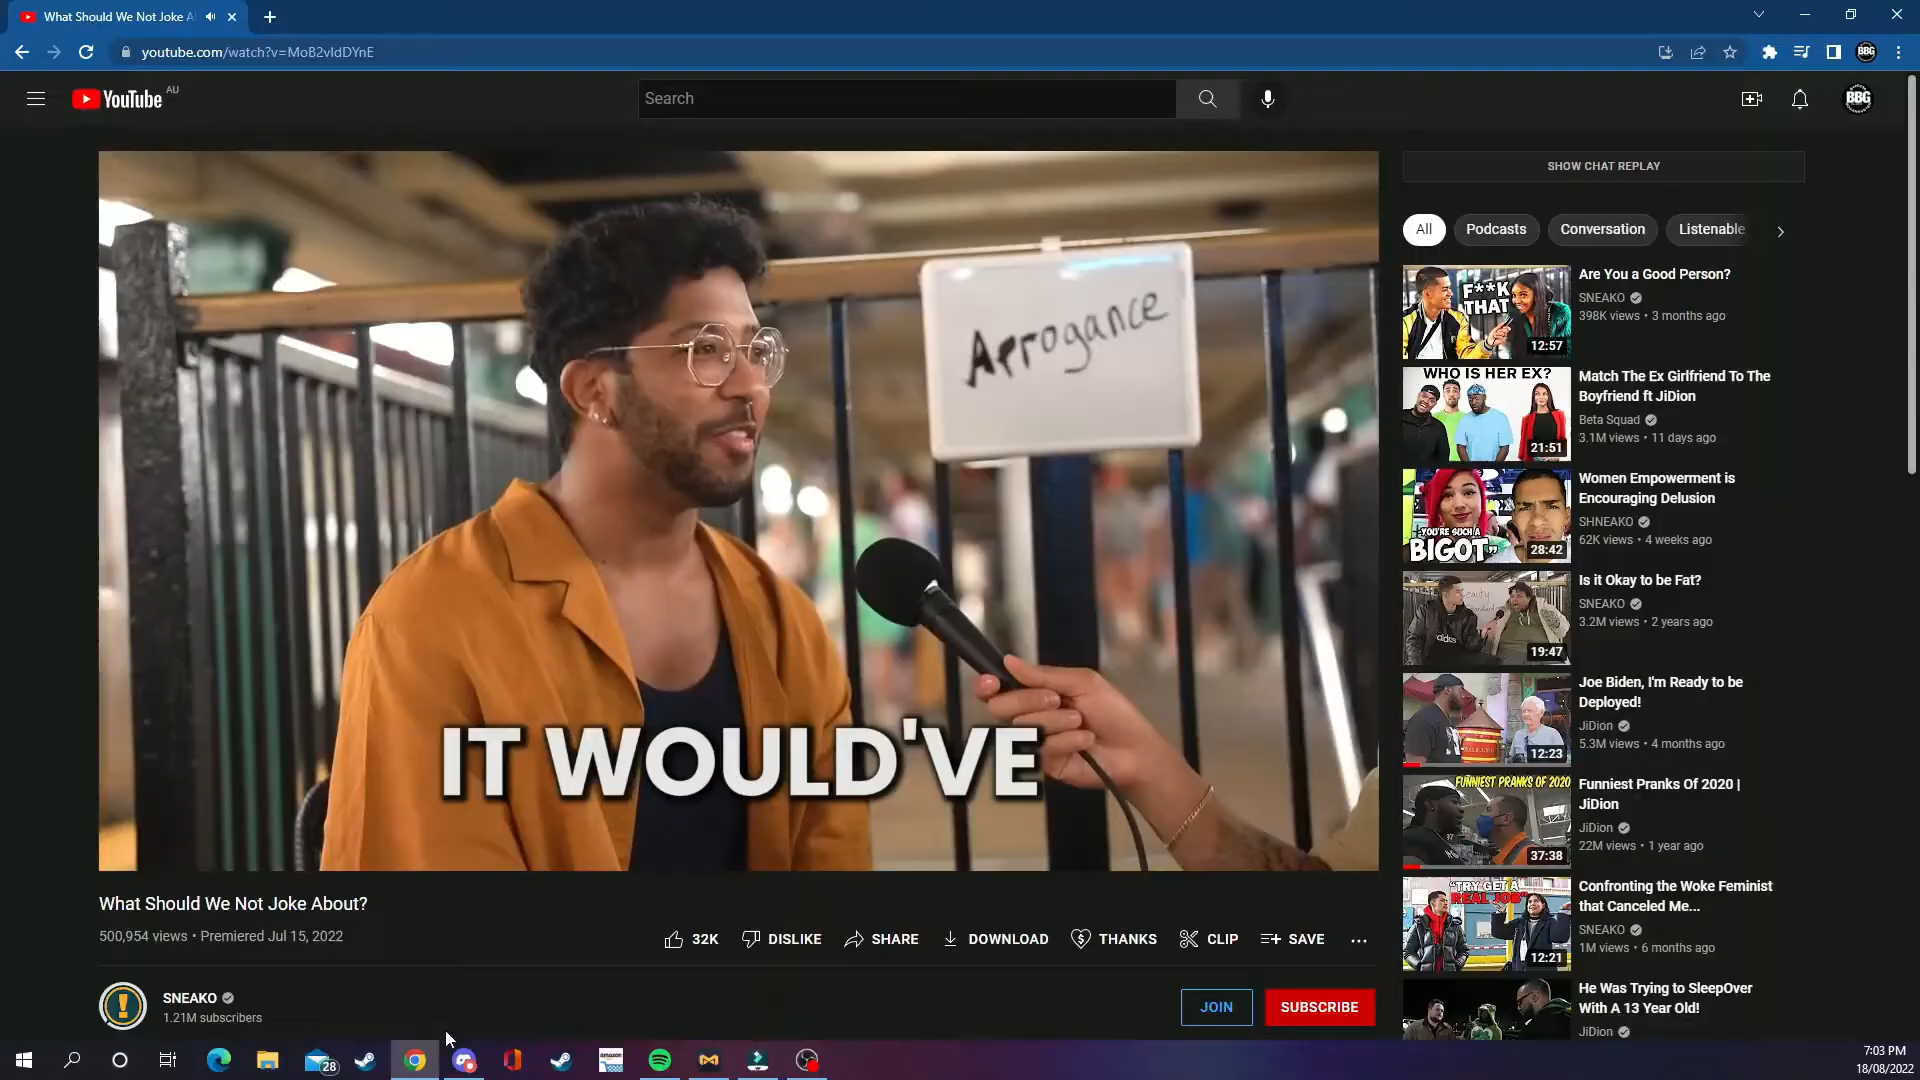 What Should We Not Joke A
youtube.com/watch?v=MoB2vIdDYnE
BBG
YouTube AU
Search
BBG
SHOW CHAT REPLAY
All
Podcasts
Conversation
Listenable
Arrogance
IT WOULD'VE
F**K
THAT
12:57
Are You a Good Person?
SNEAKO
398K views • 3 months ago
WHO IS HER EX?
21:51
Match The Ex Girlfriend To The
Boyfriend ft JiDion
Beta Squad
3.1M views • 11 days ago
"YOU'RE SUCH A
BIGOT"
28:42
Women Empowerment is
Encouraging Delusion
SHNEAKO
62K views • 4 weeks ago
Beauty
adidas
19:47
Is it Okay to be Fat?
SNEAKO
3.2M views • 2 years ago
12:23
Joe Biden, I'm Ready to be
Deployed!
JiDion
5.3M views • 4 months ago
FUNNIEST PRANKS OF 2020
37:38
Funniest Pranks Of 2020 |
JiDion
JiDion
22M views • 1 year ago
"TRY GET A
REAL JOB"
12:21
Confronting the Woke Feminist
that Canceled Me...
SNEAKO
1M views • 6 months ago
He Was Trying to SleepOver
With A 13 Year Old!
JiDion
What Should We Not Joke About?
500,954 views • Premiered Jul 15, 2022
32K
DISLIKE
SHARE
DOWNLOAD
THANKS
CLIP
SAVE
SNEAKO
1.21M subscribers
JOIN
SUBSCRIBE
28
amazon
7:03 PM
18/08/2022